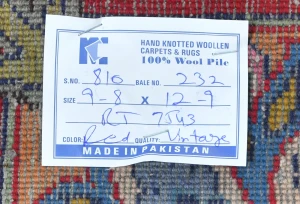 HAND KNOTTED WOOLLEN
CARPETS & RUGS
100% Wool Pile
S.NO. 810 BALE NO. 232
SIZE 9-8 x 12-9
RJ 7543
COLOR Red QUALITY Vintage
MADE IN PAKISTAN